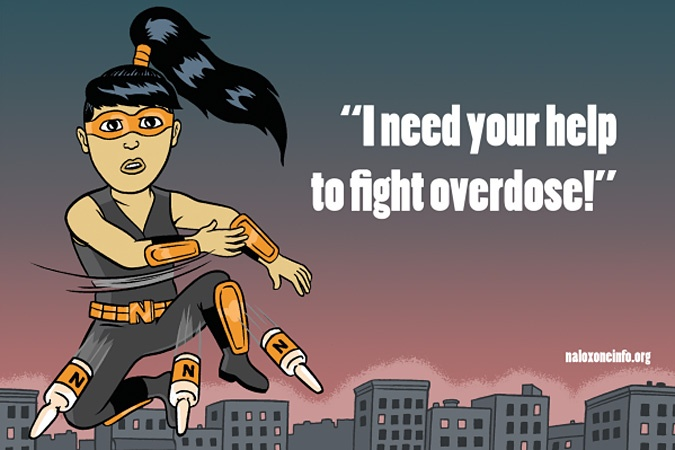 “I need your help
to fight overdose!”
N
N
N
N
naloxoneinfo.org